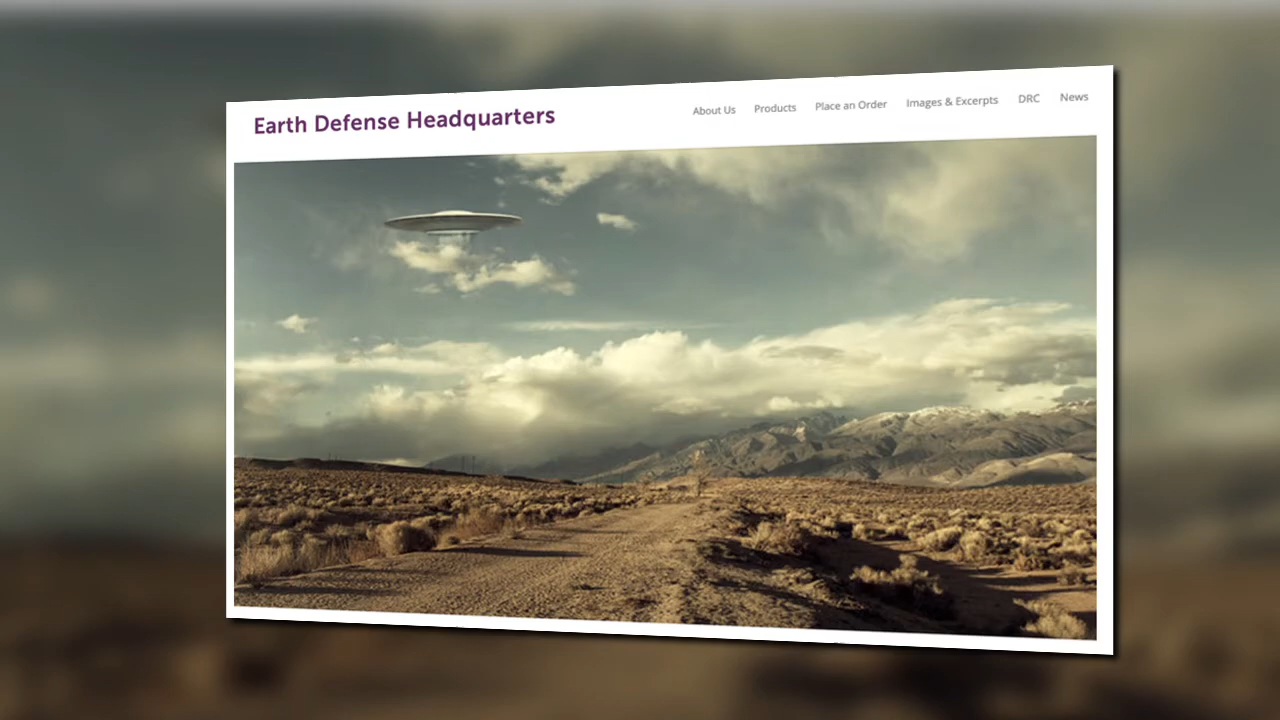 Earth Defense Headquarters
About Us Products Place an Order Images & Excerpts DRC News